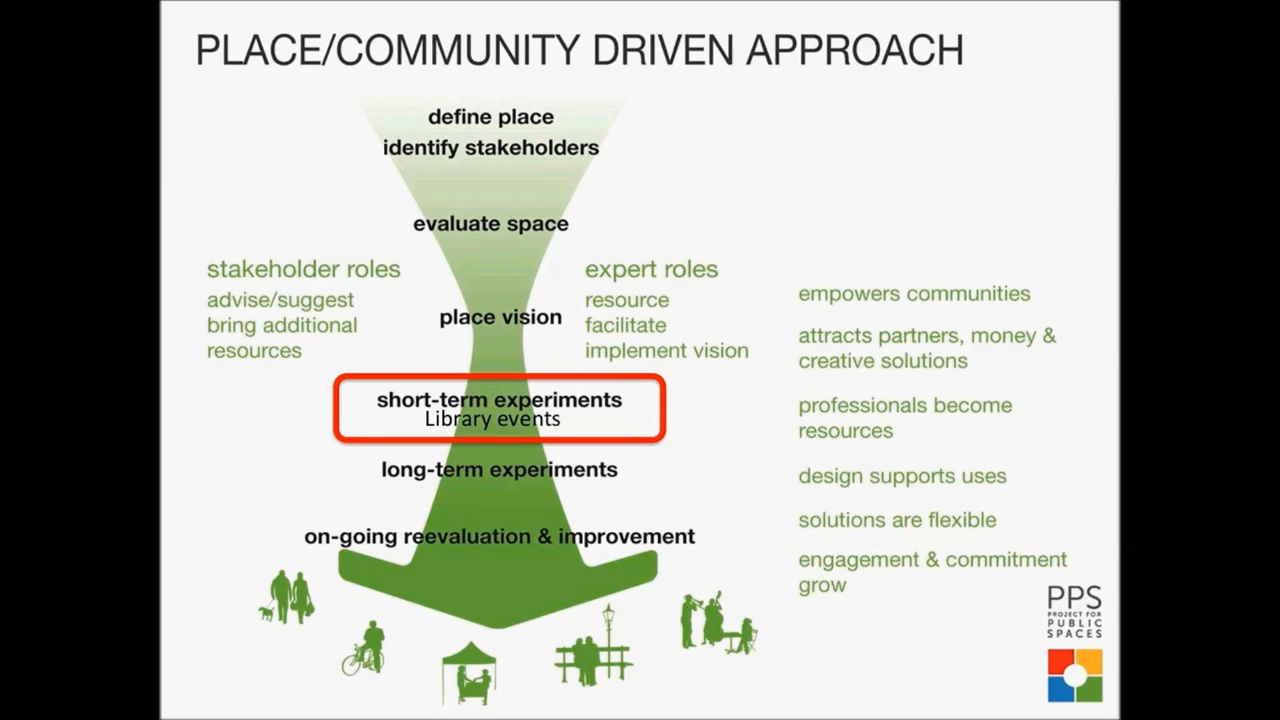 PLACE/COMMUNITY DRIVEN APPROACH
define place
identify stakeholders
evaluate space
stakeholder roles
advise/suggest
bring additional
resources
place vision
expert roles
resource
facilitate
implement vision
short-term experiments
Library events
long-term experiments
on-going reevaluation & improvement
empowers communities
attracts partners, money &
creative solutions
professionals become
resources
design supports uses
solutions are flexible
engagement & commitment
grow
PPS
PROJECT FOR
PUBLIC
SPACES